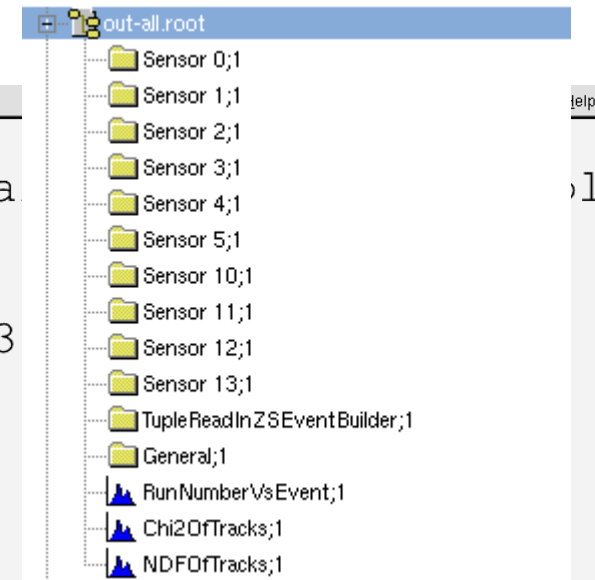 out-all.root
Sensor 0;1
Sensor 1;1
Help
Sensor 2;1
Sensor 3;1
a
Sensor 4;1
Sensor 5;1
Sensor 10;1
Sensor 11;1
3
Sensor 12;1
Sensor 13;1
TupleReadInZSEventBuilder;1
General;1
RunNumberVsEvent;1
Chi2OfTracks;1
NDFOfTracks;1